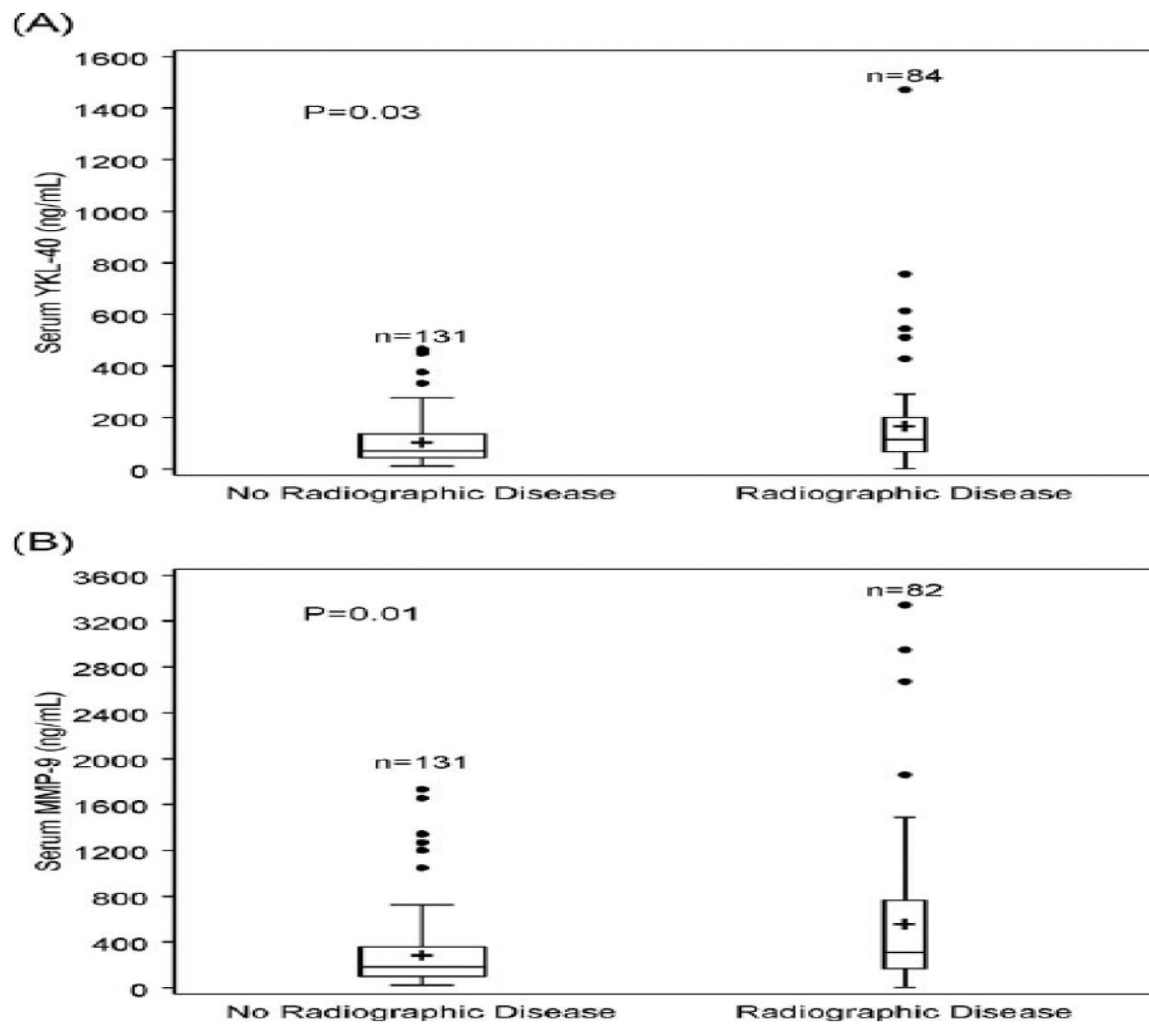 (A)
Serum YKL-40 (ng/mL)
1600
1400
1200
1000
800
600
400
200
0
P=0.03
n=131
n=84
No Radiographic Disease
Radiographic Disease
(B)
Serum MMP-9 (ng/mL)
3600
3200
2800
2400
2000
1600
1200
800
400
0
P=0.01
n=131
n=82
No Radiographic Disease
Radiographic Disease